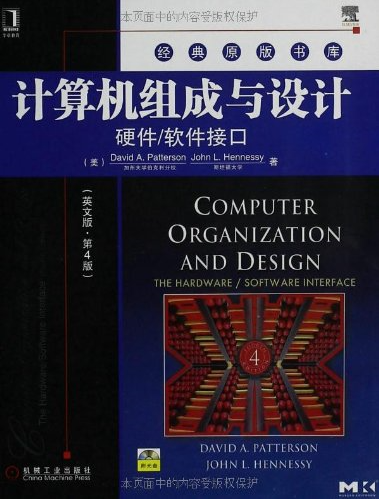 本页面中的内容受版权保护
华章教育
ELSEVIER
经典原版书库
计算机组成与设计
硬件/软件接口
(美) David A. Patterson John L. Hennessy 著
加州大学伯克利分校 斯坦福大学
(英文版·第4版)
The Hardware/Software Interface
COMPUTER
ORGANIZATION
AND DESIGN
THE HARDWARE / SOFTWARE INTERFACE
4
DAVID A. PATTERSON
JOHN L. HENNESSY
附光盘
机械工业出版社
China Machine Press
MK
本页面中的内容受版权保护